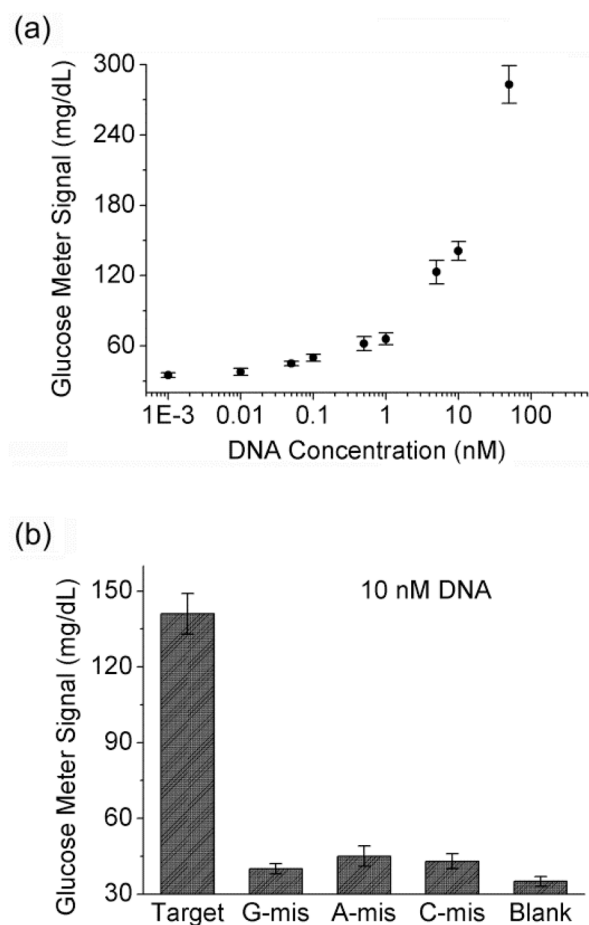 (a)
Glucose Meter Signal (mg/dL)
300
240
180
120
60
1E-3 0.01 0.1 1 10 100
DNA Concentration (nM)
(b)
Glucose Meter Signal (mg/dL)
10 nM DNA
150
120
90
60
30
Target G-mis A-mis C-mis Blank